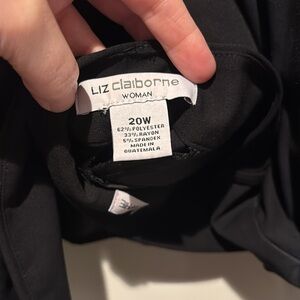 LIZ claiborne
WOMAN
20W
62% POLYESTER
33% RAYON
5% SPANDEX
MADE IN
GUATEMALA